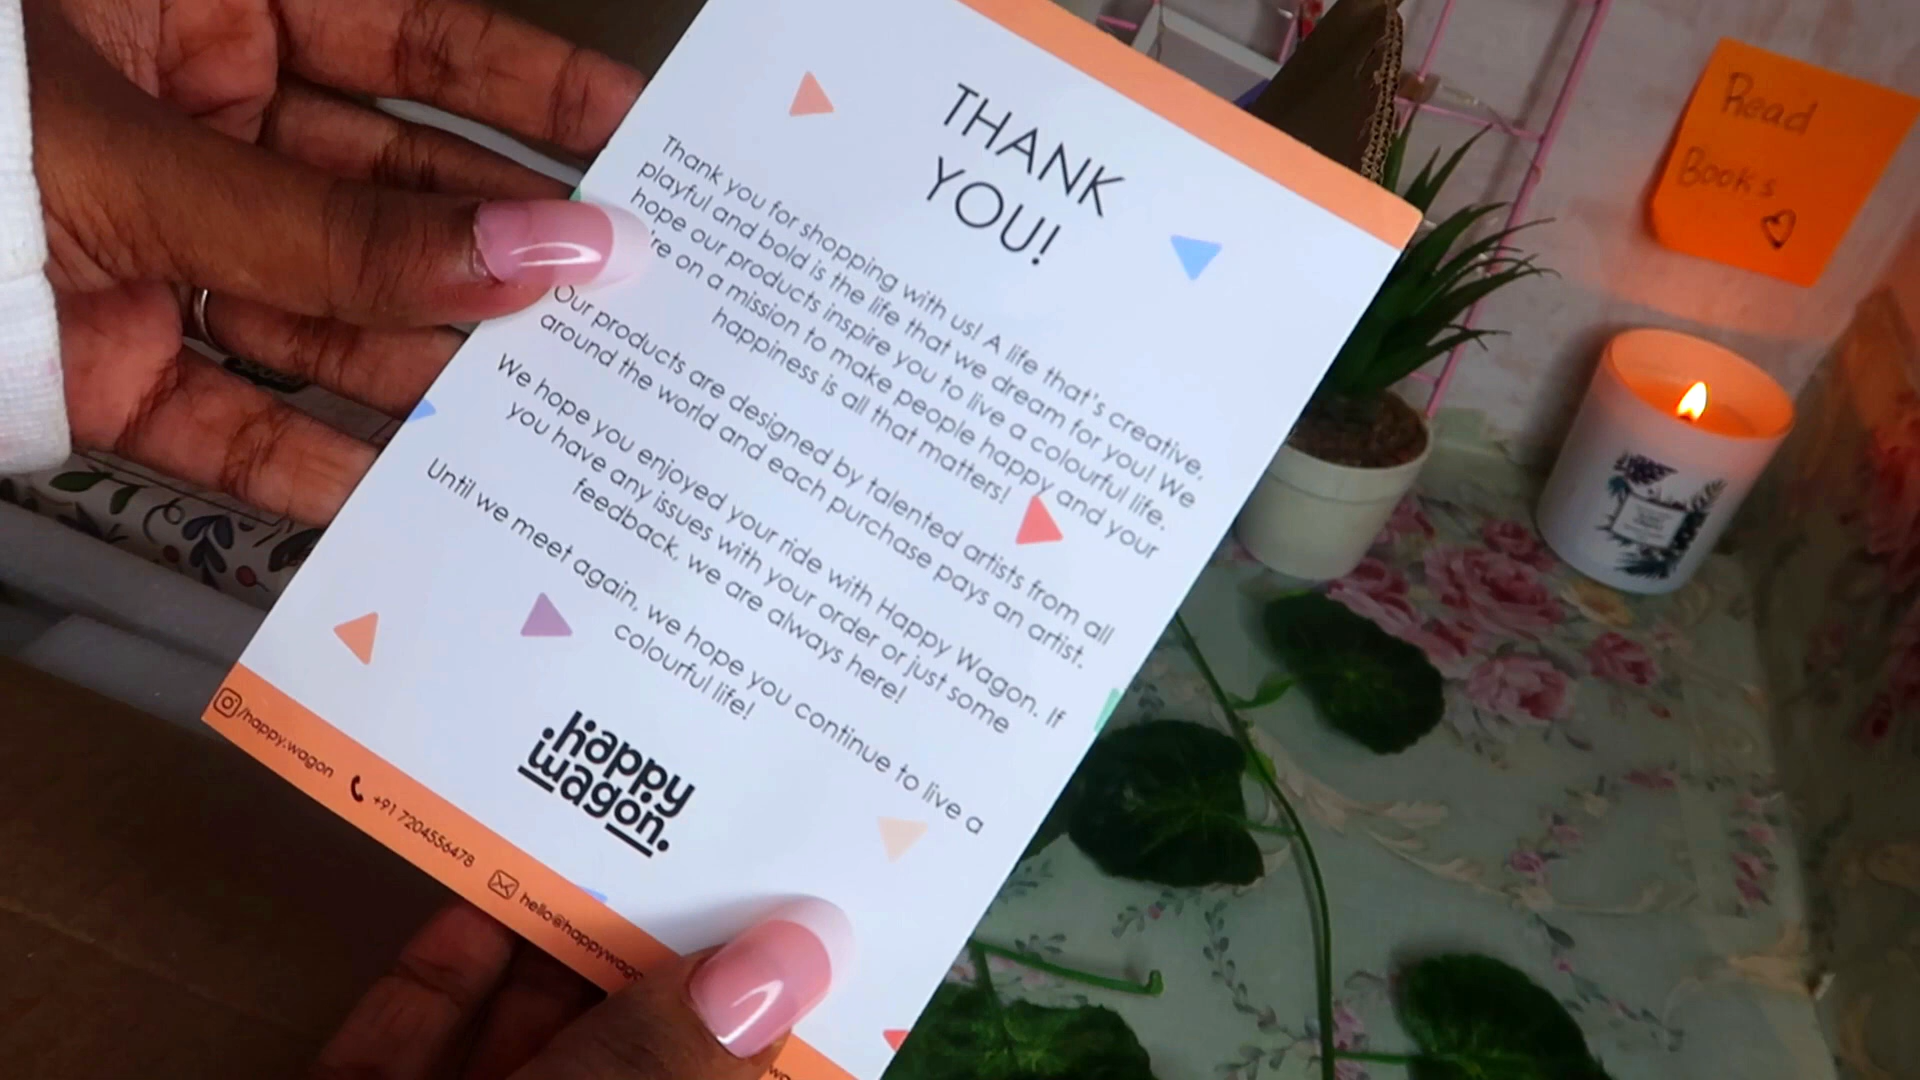 THANK
YOU!
Thank you for shopping with us! A life that's creative,
playful and bold is the life that we dream for you! We
hope our products inspire you to live a colourful life.
're on a mission to make people happy and your
happiness is all that matters!
Our products are designed by talented artists from all
around the world and each purchase pays an artist.
We hope you enjoyed your ride with Happy Wagon. If
you have any issues with your order or just some
feedback, we are always here!
Until we meet again, we hope you continue to live a
colourful life!
happy
wagon.
/happy.wagon
+91 7204556478
hello@happywago
Read
Books